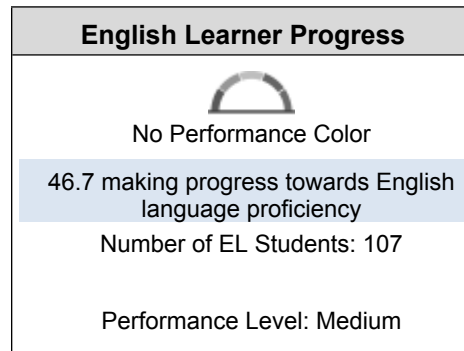 English Learner Progress
No Performance Color
46.7 making progress towards English
language proficiency
Number of EL Students: 107
Performance Level: Medium